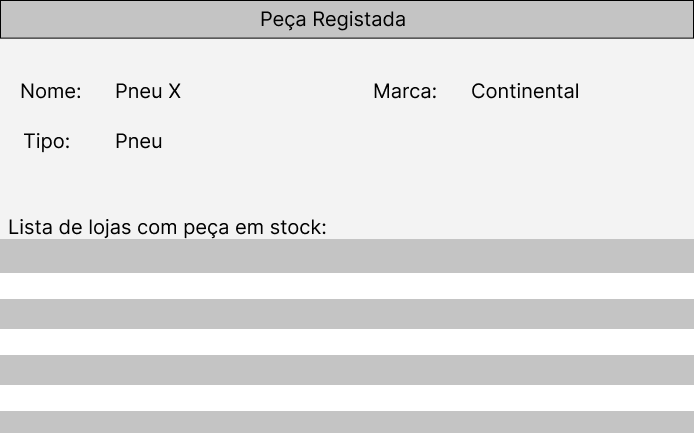 Peça Registada
Nome: Pneu X Marca: Continental
Tipo: Pneu
Lista de lojas com peça em stock: